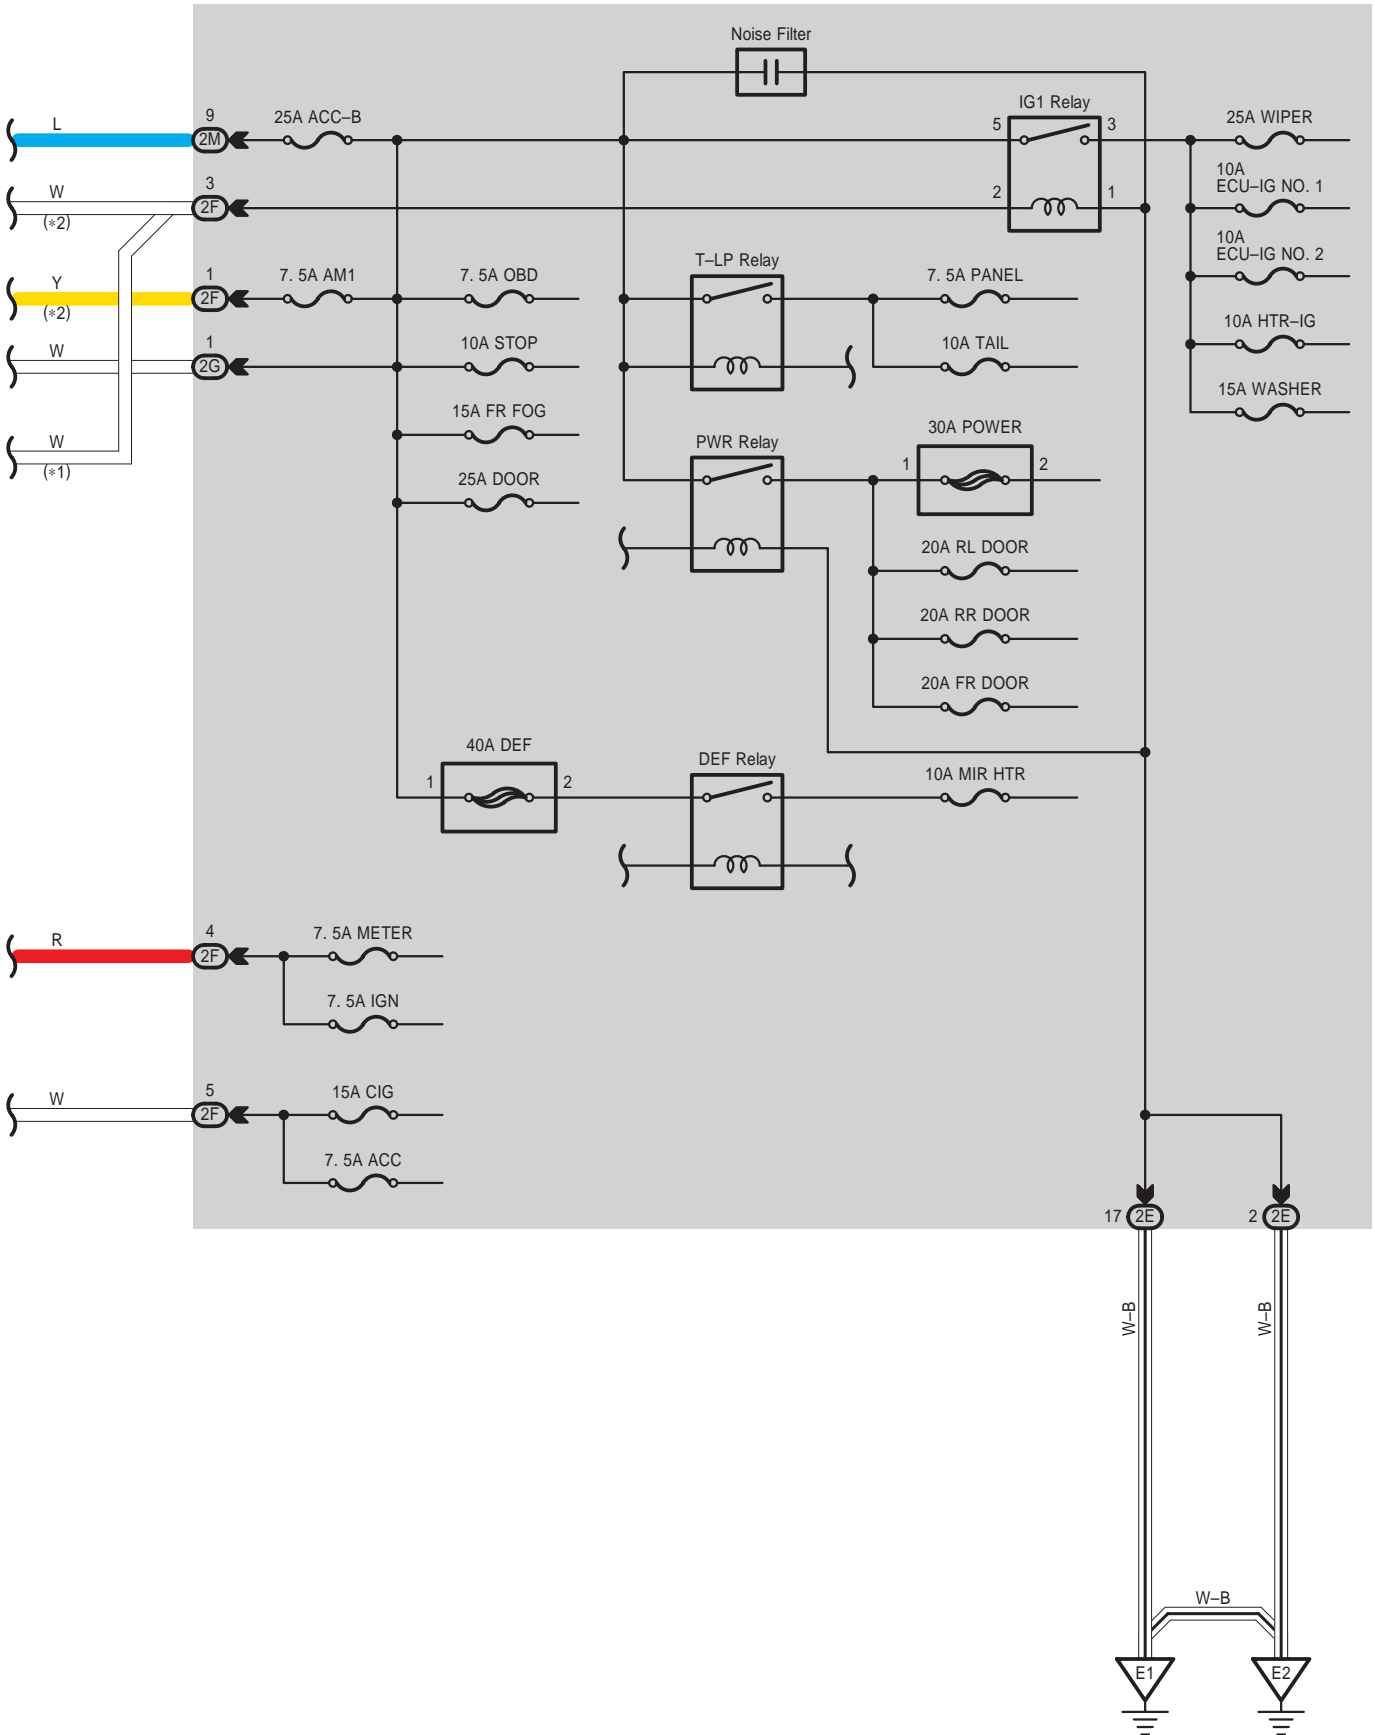 Noise Filter
IG1 Relay
L
9
2M
25A ACC–B
5
3
25A WIPER
W
(∗2)
3
2F
2
1
10A
ECU–IG NO. 1
10A
ECU–IG NO. 2
Y
(∗2)
1
2F
7. 5A AM1
7. 5A OBD
T–LP Relay
7. 5A PANEL
W
1
2G
10A STOP
10A TAIL
10A HTR–IG
15A WASHER
W
(∗1)
15A FR FOG
25A DOOR
PWR Relay
30A POWER
1
2
20A RL DOOR
20A RR DOOR
20A FR DOOR
40A DEF
1
2
DEF Relay
10A MIR HTR
R
4
2F
7. 5A METER
7. 5A IGN
W
5
2F
15A CIG
7. 5A ACC
17
2E
2
2E
W–B
W–B
W–B
E1
E2